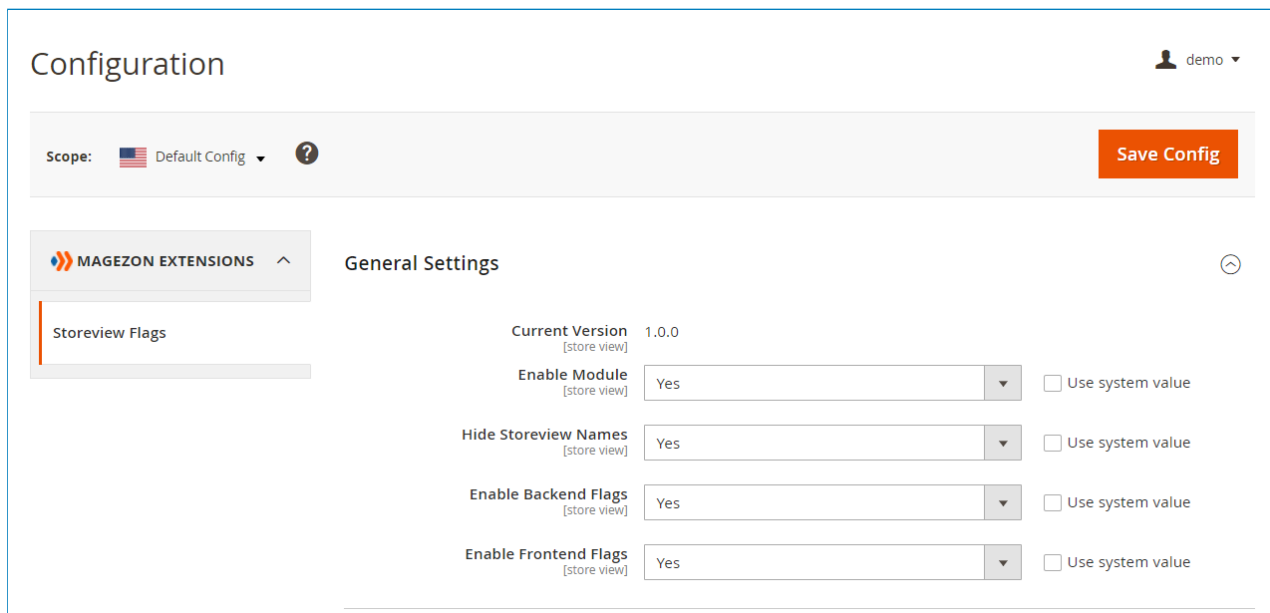 Configuration
demo
Scope: Default Config ?
Save Config
MAGEZON EXTENSIONS
Storeview Flags
General Settings
Current Version 1.0.0
[store view]
Enable Module Yes Use system value
[store view]
Hide Storeview Names Yes Use system value
[store view]
Enable Backend Flags Yes Use system value
[store view]
Enable Frontend Flags Yes Use system value
[store view]